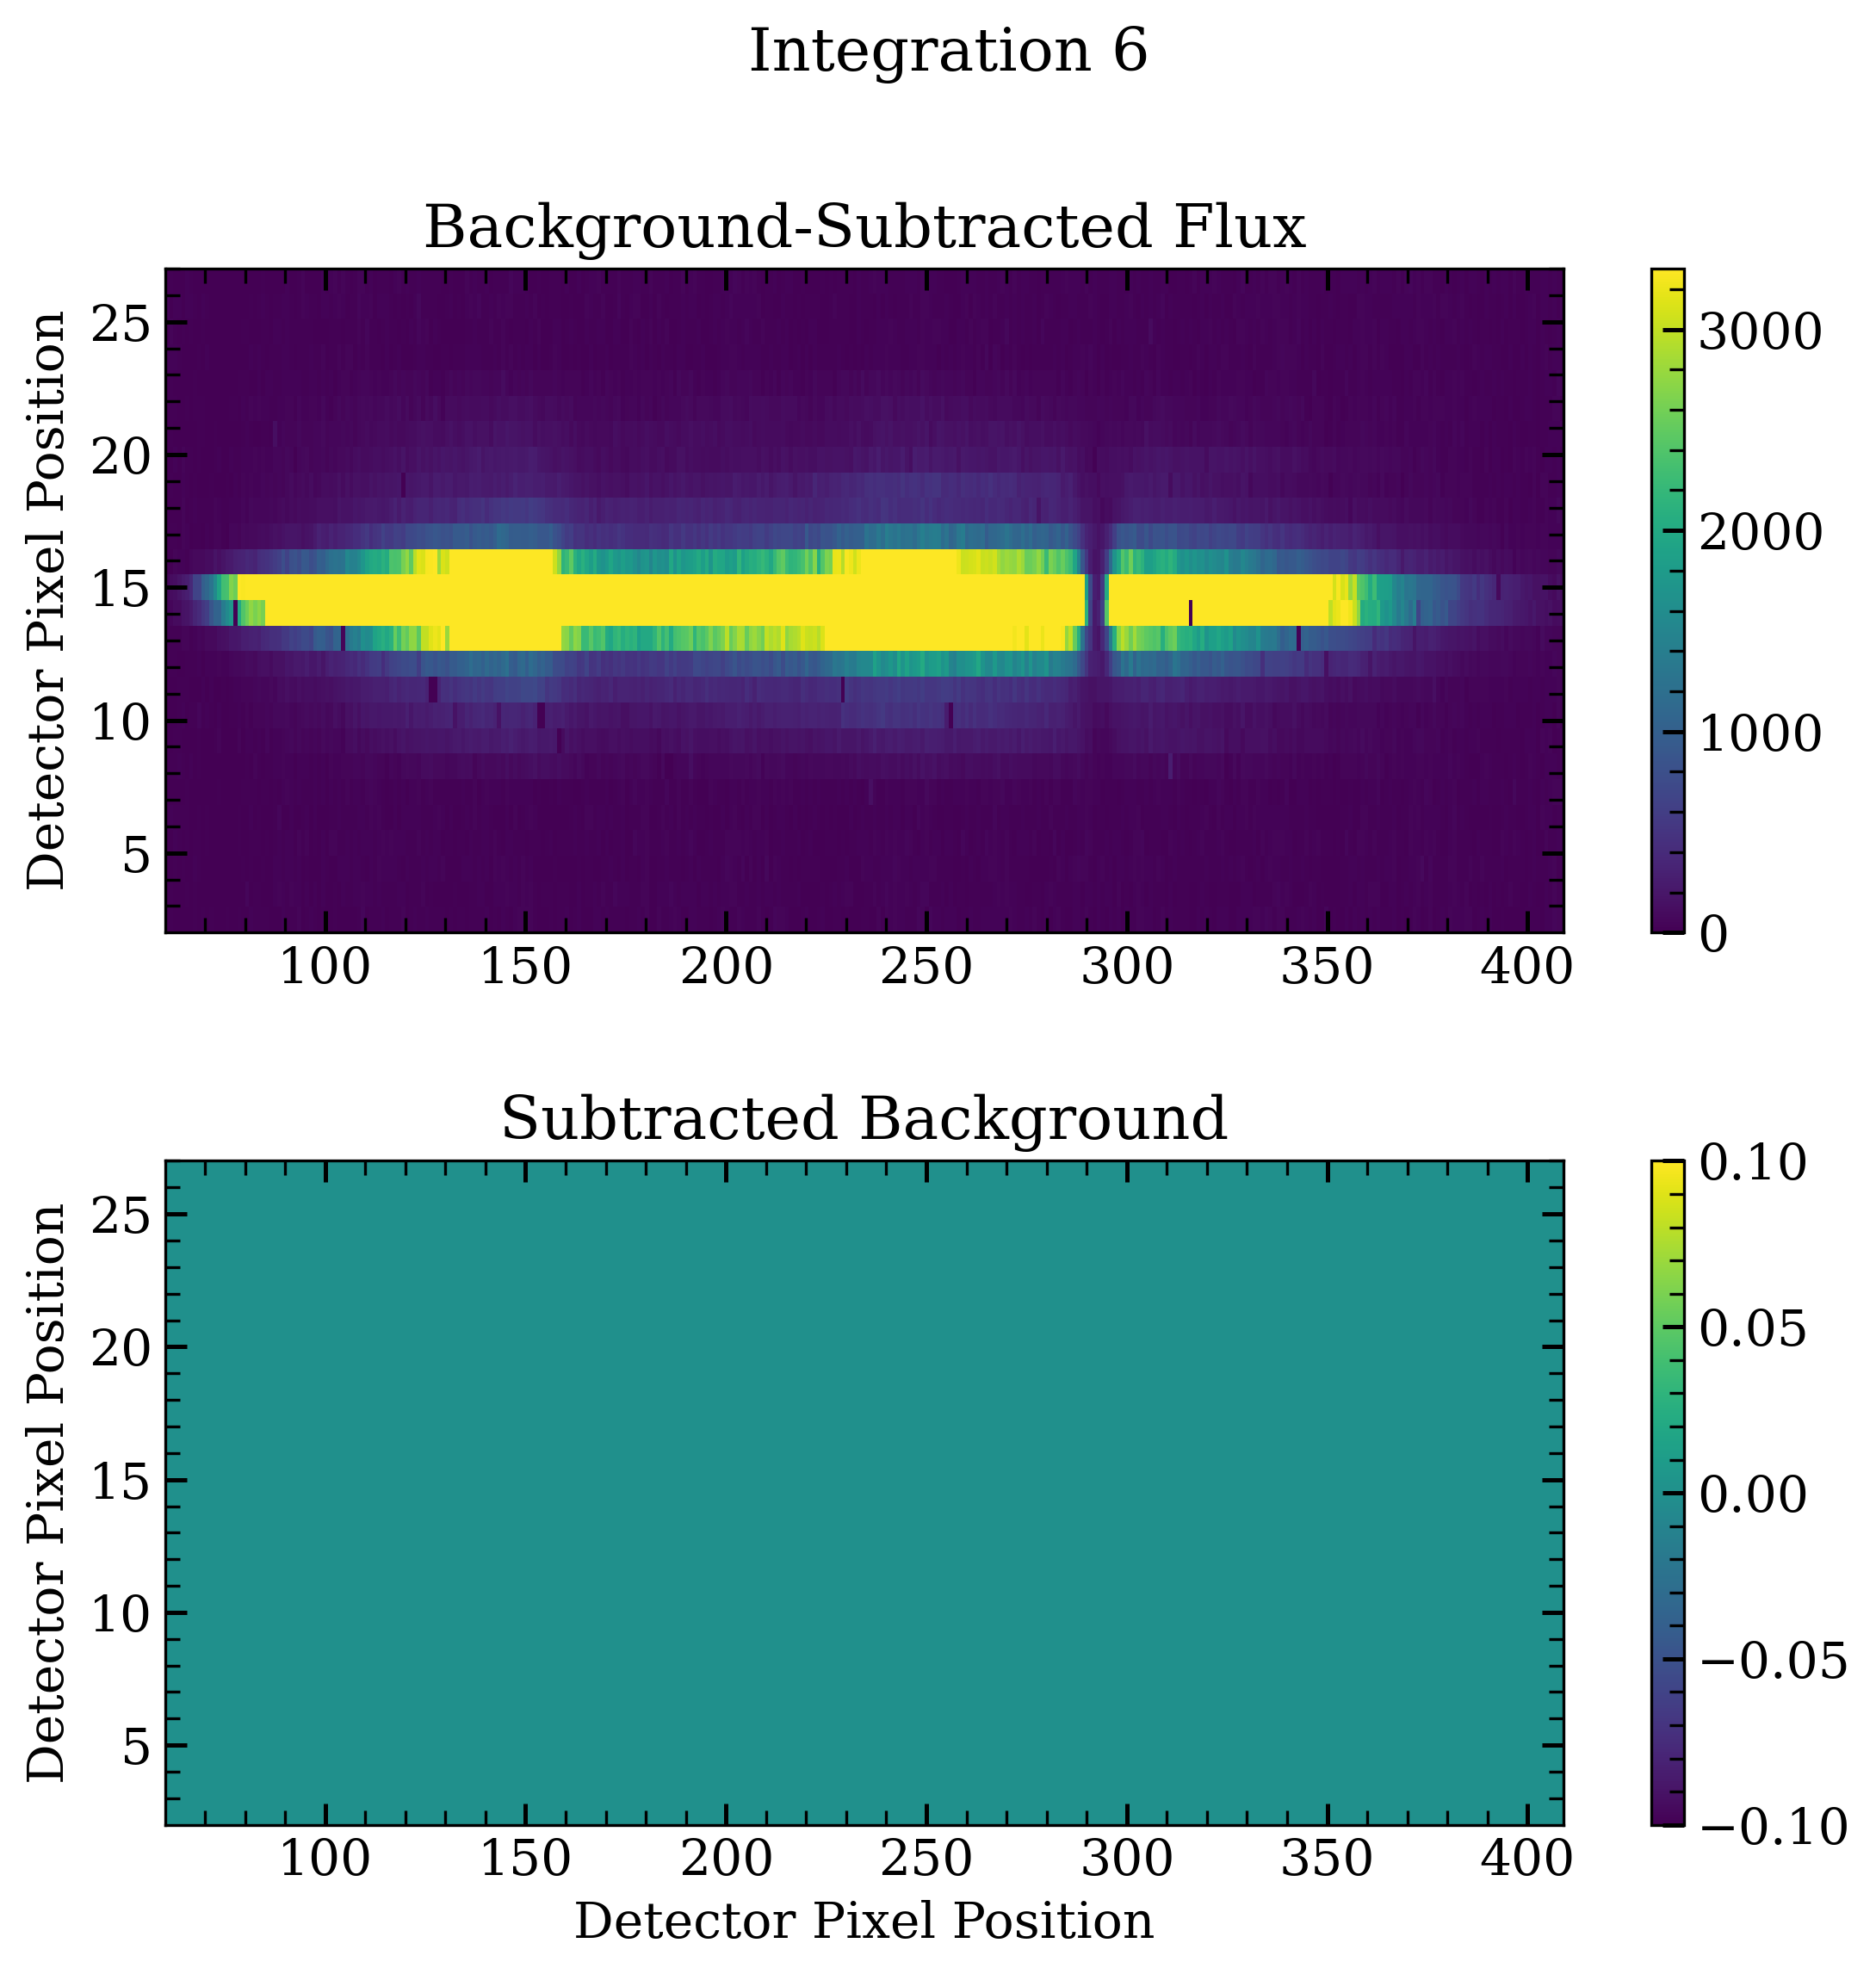 Integration 6
Background-Subtracted Flux
Detector Pixel Position
25
20
15
10
5
100 150 200 250 300 350 400
3000
2000
1000
0
Subtracted Background
Detector Pixel Position
25
20
15
10
5
100 150 200 250 300 350 400
Detector Pixel Position
0.10
0.05
0.00
−0.05
−0.10